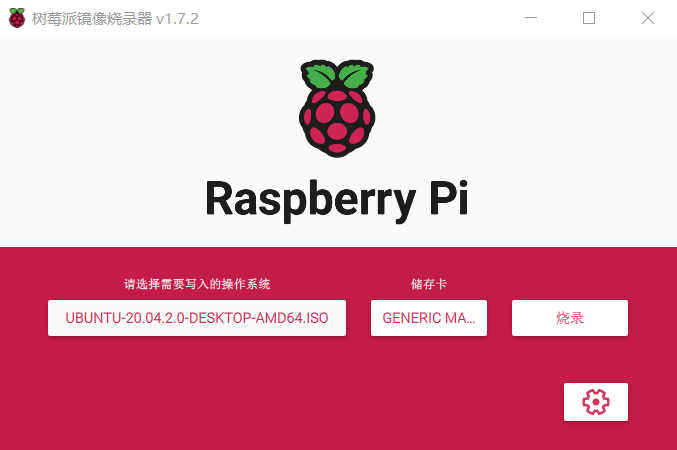 树莓派镜像烧录器 v1.7.2
Raspberry Pi
请选择需要写入的操作系统
储存卡
UBUNTU-20.04.2.0-DESKTOP-AMD64.ISO
GENERIC MA...
烧录